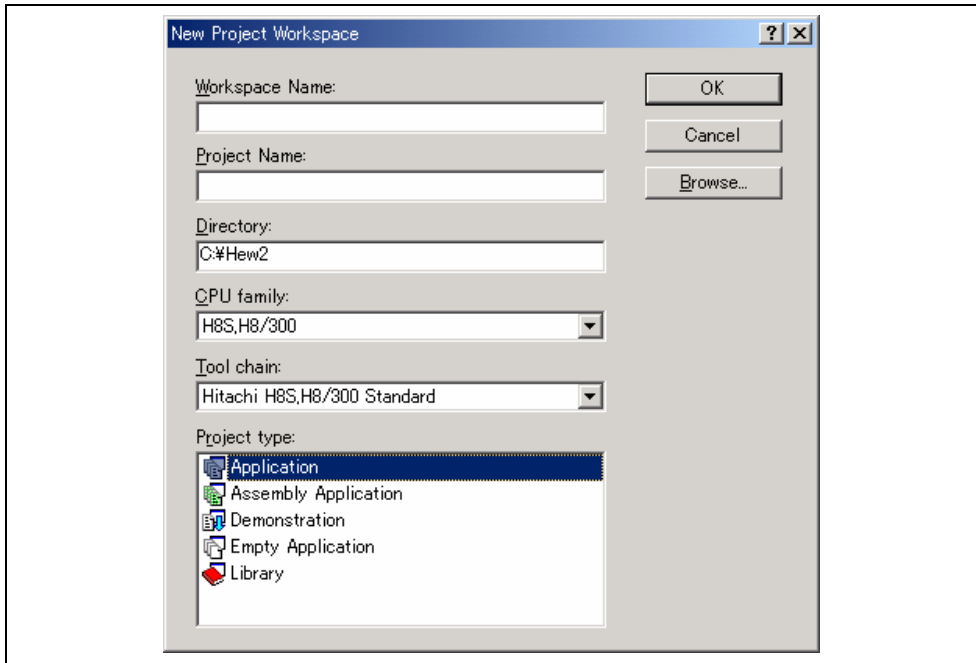 New Project Workspace
Workspace Name:
OK
Cancel
Project Name:
Browse...
Directory:
C:¥Hew2
CPU family:
H8S,H8/300
Tool chain:
Hitachi H8S,H8/300 Standard
Project type:
Application
Assembly Application
Demonstration
Empty Application
Library